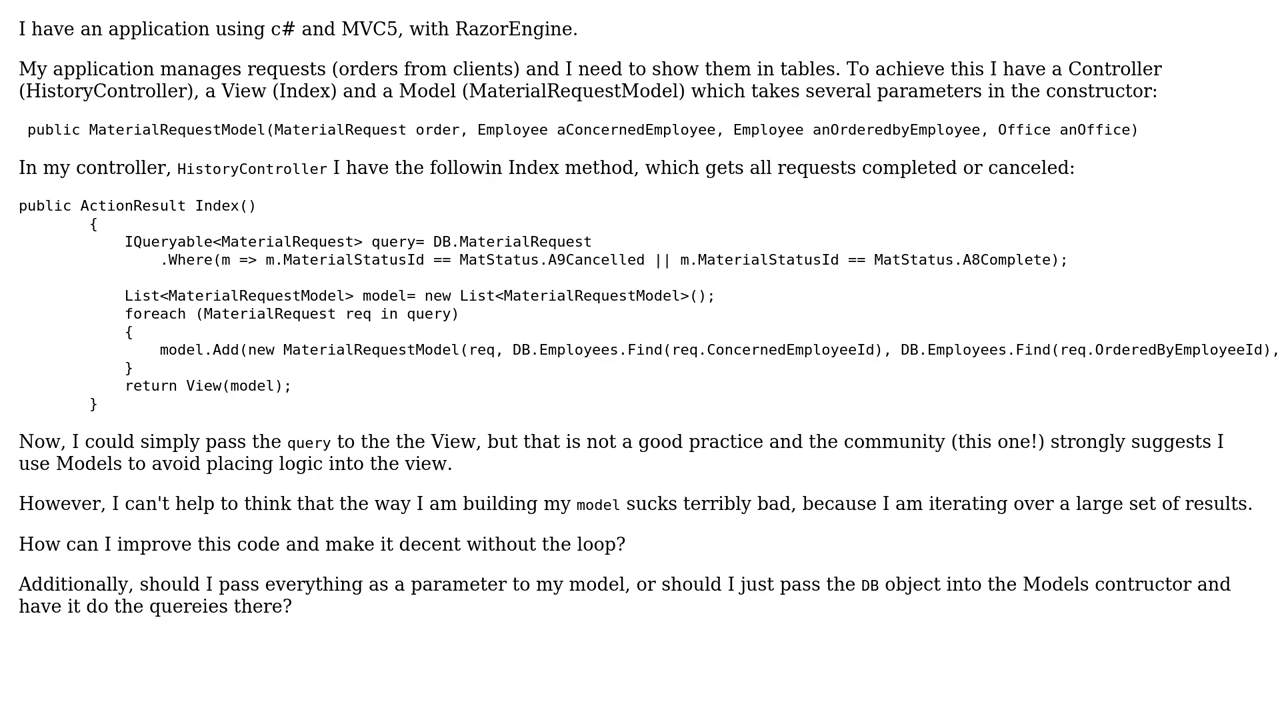 I have an application using c# and MVC5, with RazorEngine.
My application manages requests (orders from clients) and I need to show them in tables. To achieve this I have a Controller
(HistoryController), a View (Index) and a Model (MaterialRequestModel) which takes several parameters in the constructor:
public MaterialRequestModel(MaterialRequest order, Employee aConcernedEmployee, Employee anOrderedbyEmployee, Office anOffice)
In my controller, HistoryController I have the followin Index method, which gets all requests completed or canceled:
public ActionResult Index()
{
IQueryable<MaterialRequest> query= DB.MaterialRequest
.Where(m => m.MaterialStatusId == MatStatus.A9Cancelled || m.MaterialStatusId == MatStatus.A8Complete);
List<MaterialRequestModel> model= new List<MaterialRequestModel>();
foreach (MaterialRequest req in query)
{
model.Add(new MaterialRequestModel(req, DB.Employees.Find(req.ConcernedEmployeeId), DB.Employees.Find(req.OrderedByEmployeeId),
}
return View(model);
}
Now, I could simply pass the query to the the View, but that is not a good practice and the community (this one!) strongly suggests I
use Models to avoid placing logic into the view.
However, I can't help to think that the way I am building my model sucks terribly bad, because I am iterating over a large set of results.
How can I improve this code and make it decent without the loop?
Additionally, should I pass everything as a parameter to my model, or should I just pass the DB object into the Models contructor and
have it do the quereies there?